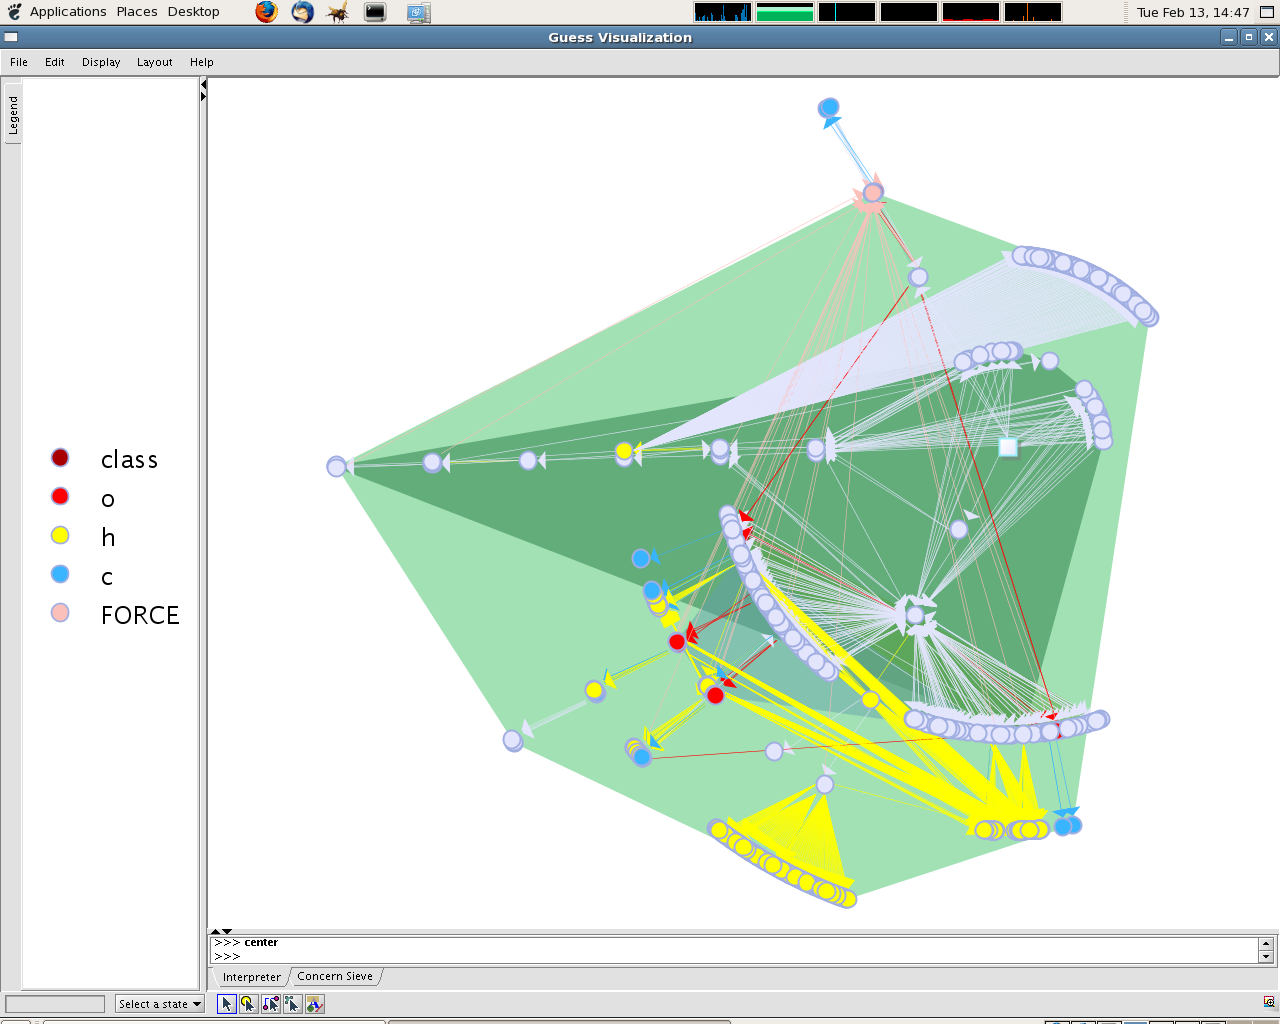 Applications Places Desktop
Tue Feb 13, 14:47
Guess Visualization
File Edit Display Layout Help
Legend
class
o
h
c
FORCE
>>> center
>>>
Interpreter Concern Sieve
Select a state